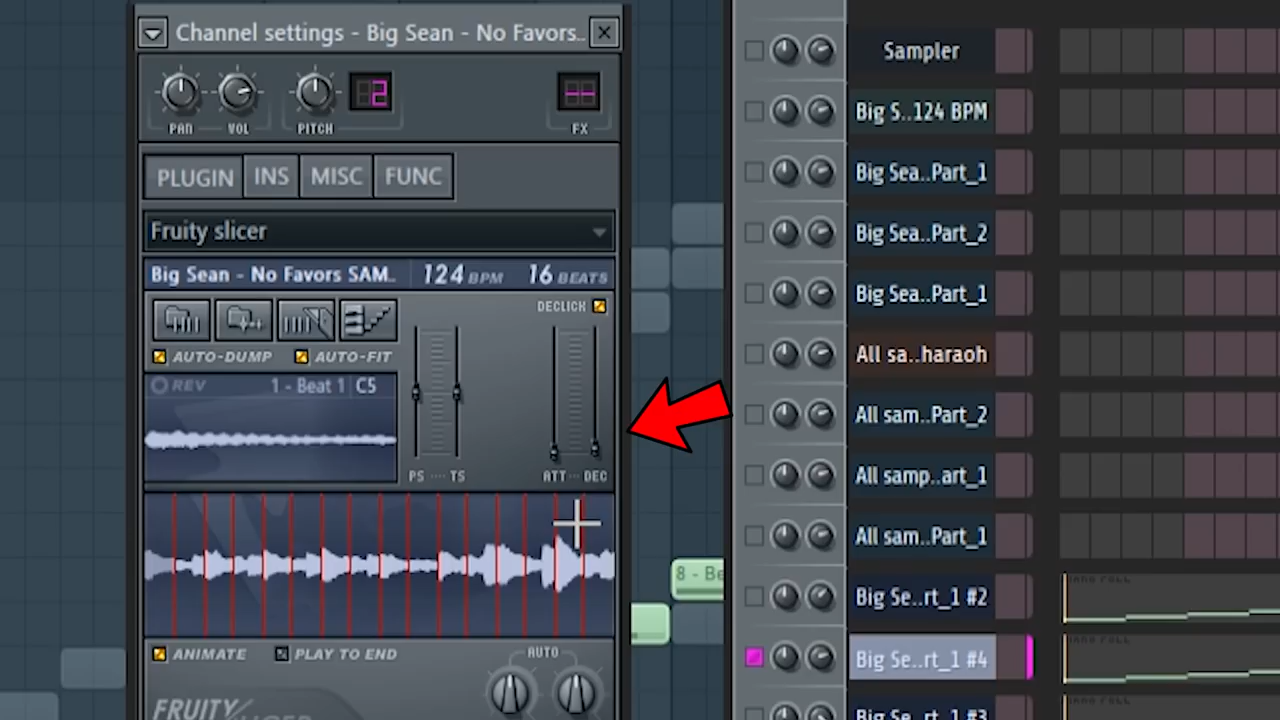 Channel settings - Big Sean - No Favors..
2
PAN
VOL
PITCH
FX
PLUGIN
INS
MISC
FUNC
Fruity slicer
Big Sean - No Favors SAM.. 124 BPM 16 BEATS
DECLICK
AUTO-DUMP
AUTO-FIT
REV
1 - Beat 1
C5
PS
TS
ATT
DEC
ANIMATE
PLAY TO END
AUTO
FRUITY
8 - Be
Sampler
Big S..124 BPM
Big Sea..Part_1
Big Sea..Part_2
Big Sea..Part_1
All sa..haraoh
All sam..Part_2
All samp..art_1
All sam..Part_1
Big Se..rt_1 #2
Big Se..rt_1 #4
Big Se..rt_1 #3